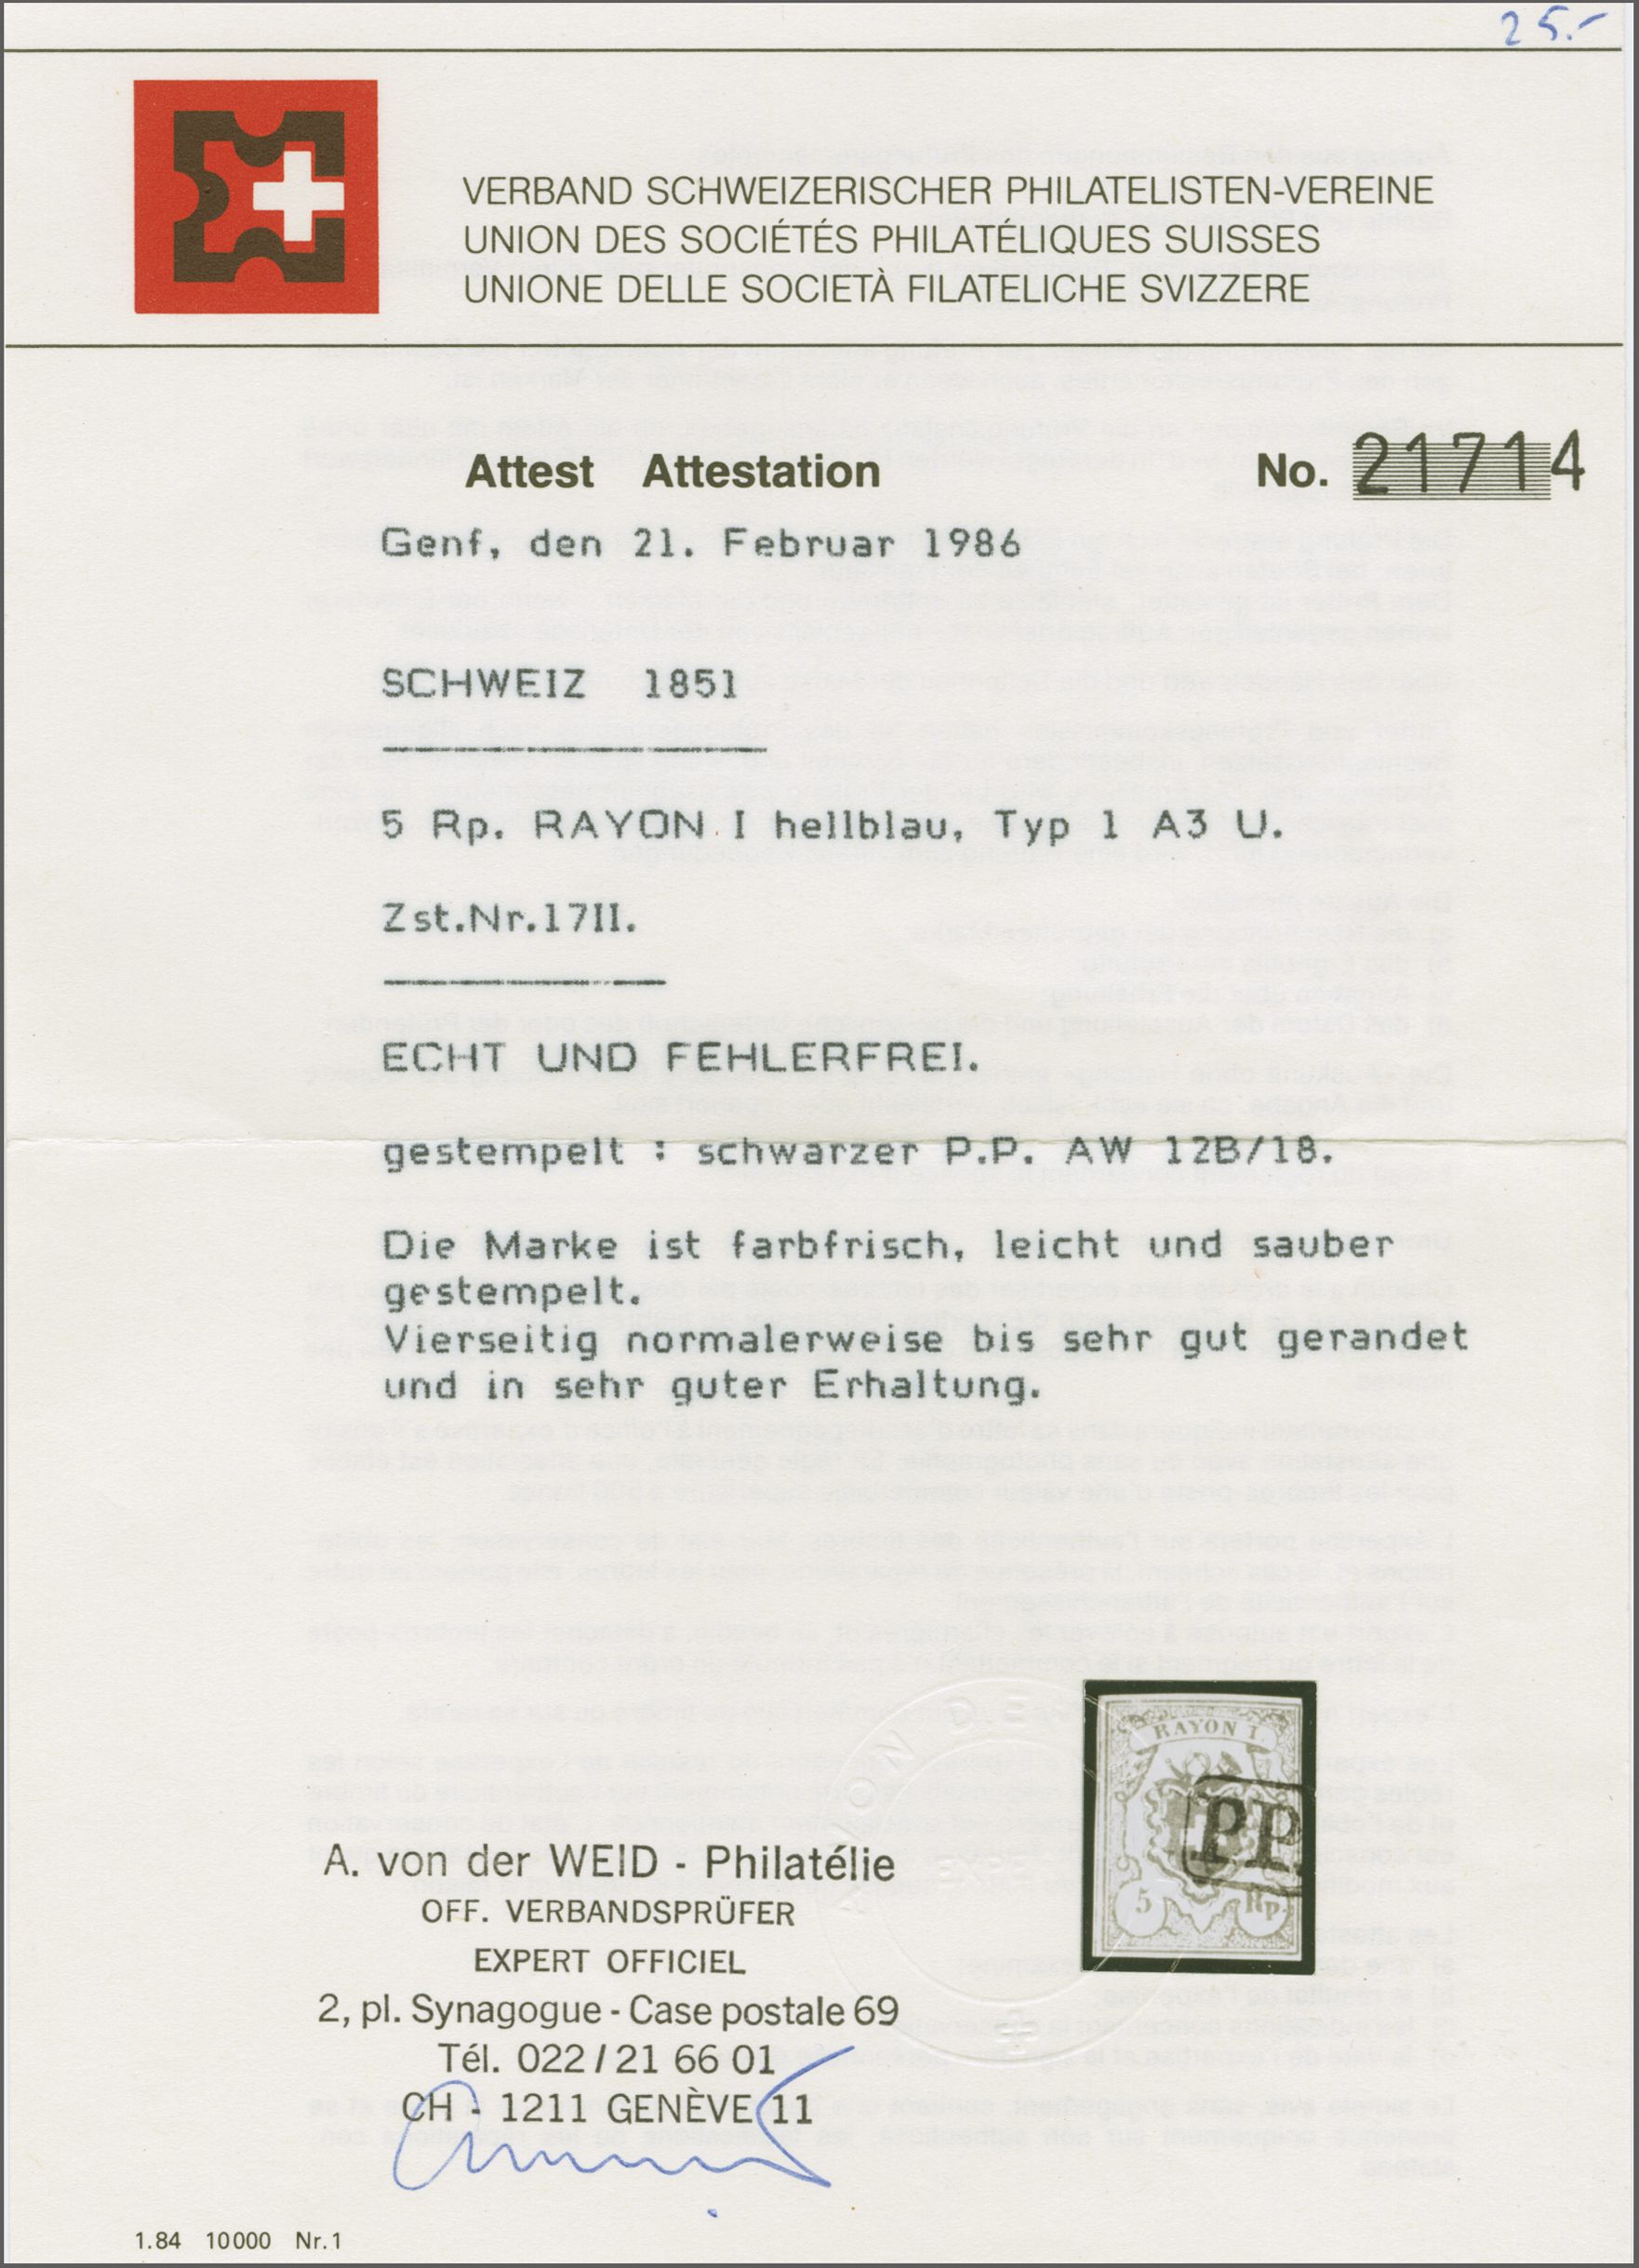 25.-
VERBAND SCHWEIZERISCHER PHILATELISTEN-VEREINE
UNION DES SOCIÉTÉS PHILATÉLIQUES SUISSES
UNIONE DELLE SOCIETÀ FILATELICHE SVIZZERE
Attest Attestation No. 21714
Genf, den 21. Februar 1986
SCHWEIZ 1851
5 Rp. RAYON I hellblau, Typ 1 A3 U.
Zst.Nr.17II.
ECHT UND FEHLERFREI.
gestempelt : schwarzer P.P. AW 12B/18.
Die Marke ist farbfrisch, leicht und sauber
gestempelt.
Vierseitig normalerweise bis sehr gut gerandet
und in sehr guter Erhaltung.
RAYON I
PP
5 Rp.
A. von der WEID - Philatélie
OFF. VERBANDSPRÜFER
EXPERT OFFICIEL
2, pl. Synagogue - Case postale 69
Tél. 022 / 21 66 01
CH - 1211 GENÈVE 11
1.84 10000 Nr.1